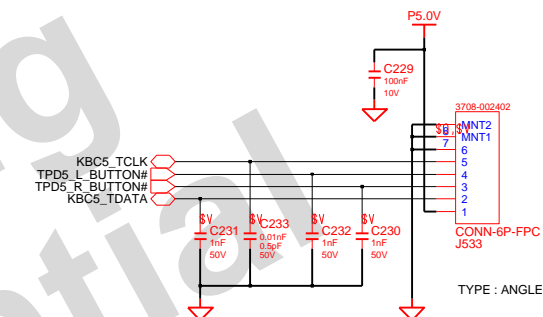 P5.0V
C229
100nF
10V
3708-002402
MNT2
MNT1
7
6
5
4
3
2
1
KBC5_TCLK
TPD5_L_BUTTON#
TPD5_R_BUTTON#
KBC5_TDATA
$V
C231
1nF
50V
$V
C233
0.01nF
0.5pF
50V
$V
C232
1nF
50V
$V
C230
1nF
50V
CONN-6P-FPC
J533
TYPE : ANGLE
ng
ntial